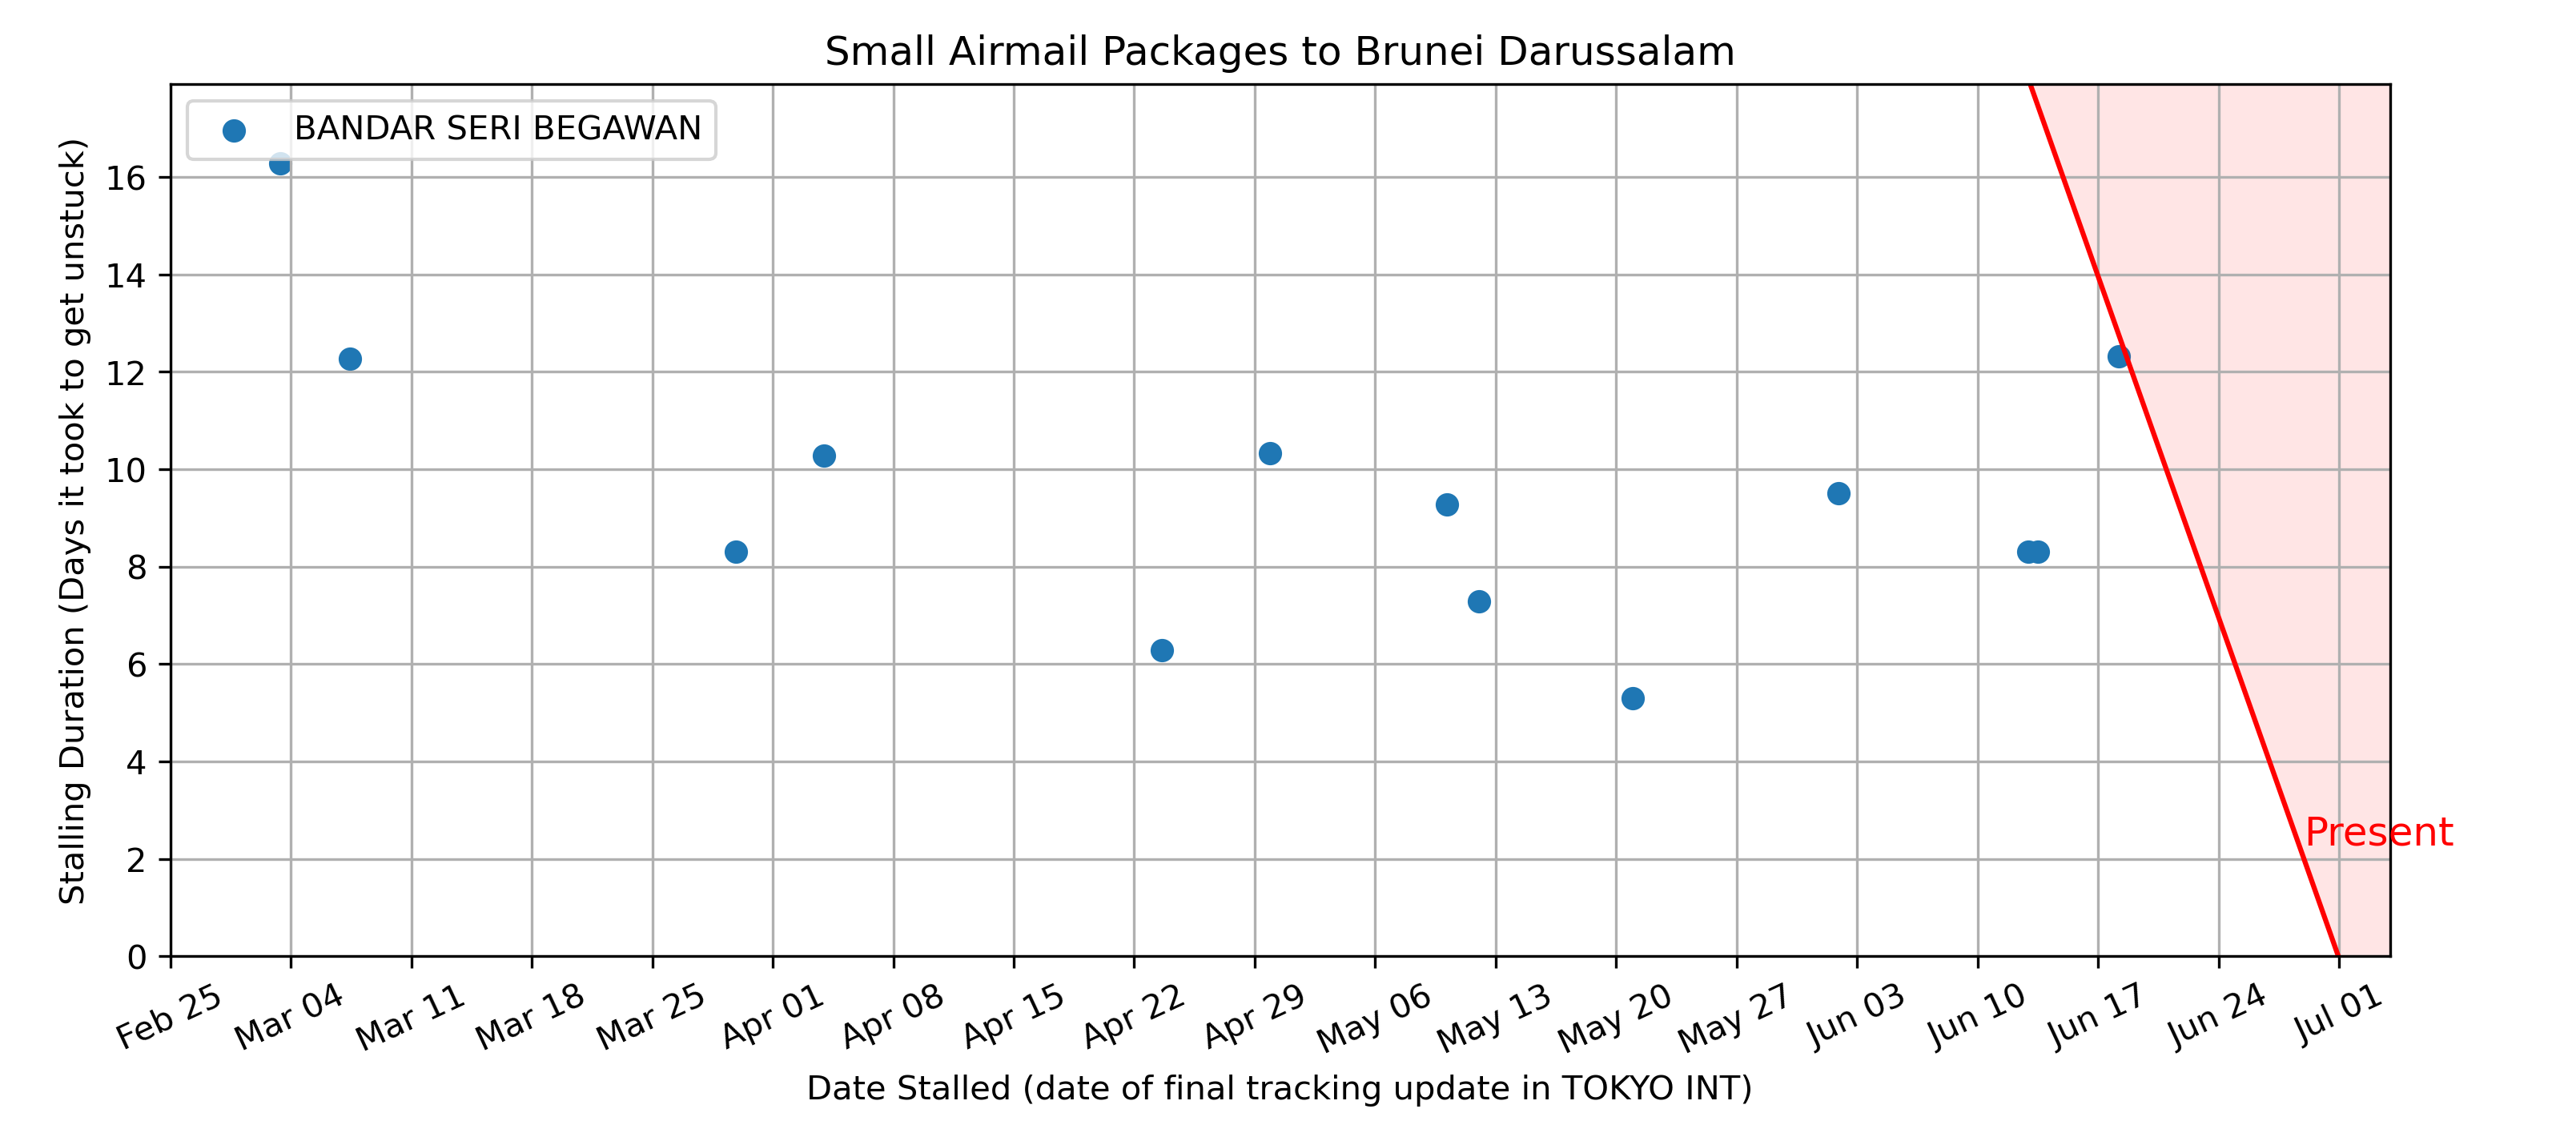 Small Airmail Packages to Brunei Darussalam
BANDAR SERI BEGAWAN
Stalling Duration (Days it took to get unstuck)
16
14
12
10
8
6
4
2
0
Present
Feb 25
Mar 04
Mar 11
Mar 18
Mar 25
Apr 01
Apr 08
Apr 15
Apr 22
Apr 29
May 06
May 13
May 20
May 27
Jun 03
Jun 10
Jun 17
Jun 24
Jul 01
Date Stalled (date of final tracking update in TOKYO INT)